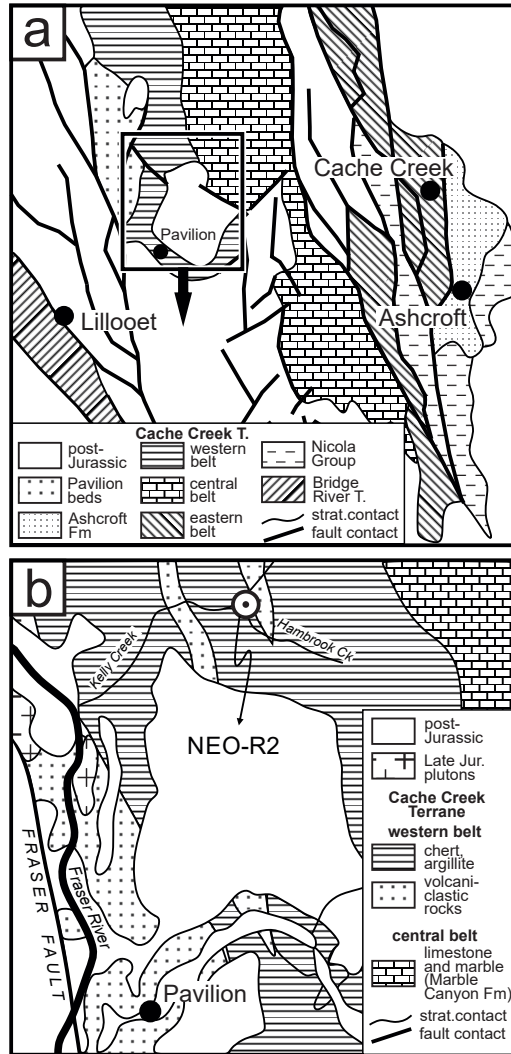 a
Cache Creek
Pavilion
Lillooet
Ashcroft
Cache Creek T.
post-
Jurassic
Pavilion
beds
Ashcroft
Fm
western
belt
central
belt
eastern
belt
Nicola
Group
Bridge
River T.
strat.contact
fault contact
b
Kelly Creek
Hambrook Ck
NEO-R2
FRASER FAULT
Fraser River
Pavilion
post-
Jurassic
Late Jur.
plutons
Cache Creek
Terrane
western belt
chert,
argillite
volcani-
clastic
rocks
central belt
limestone
and marble
(Marble
Canyon Fm)
strat.contact
fault contact